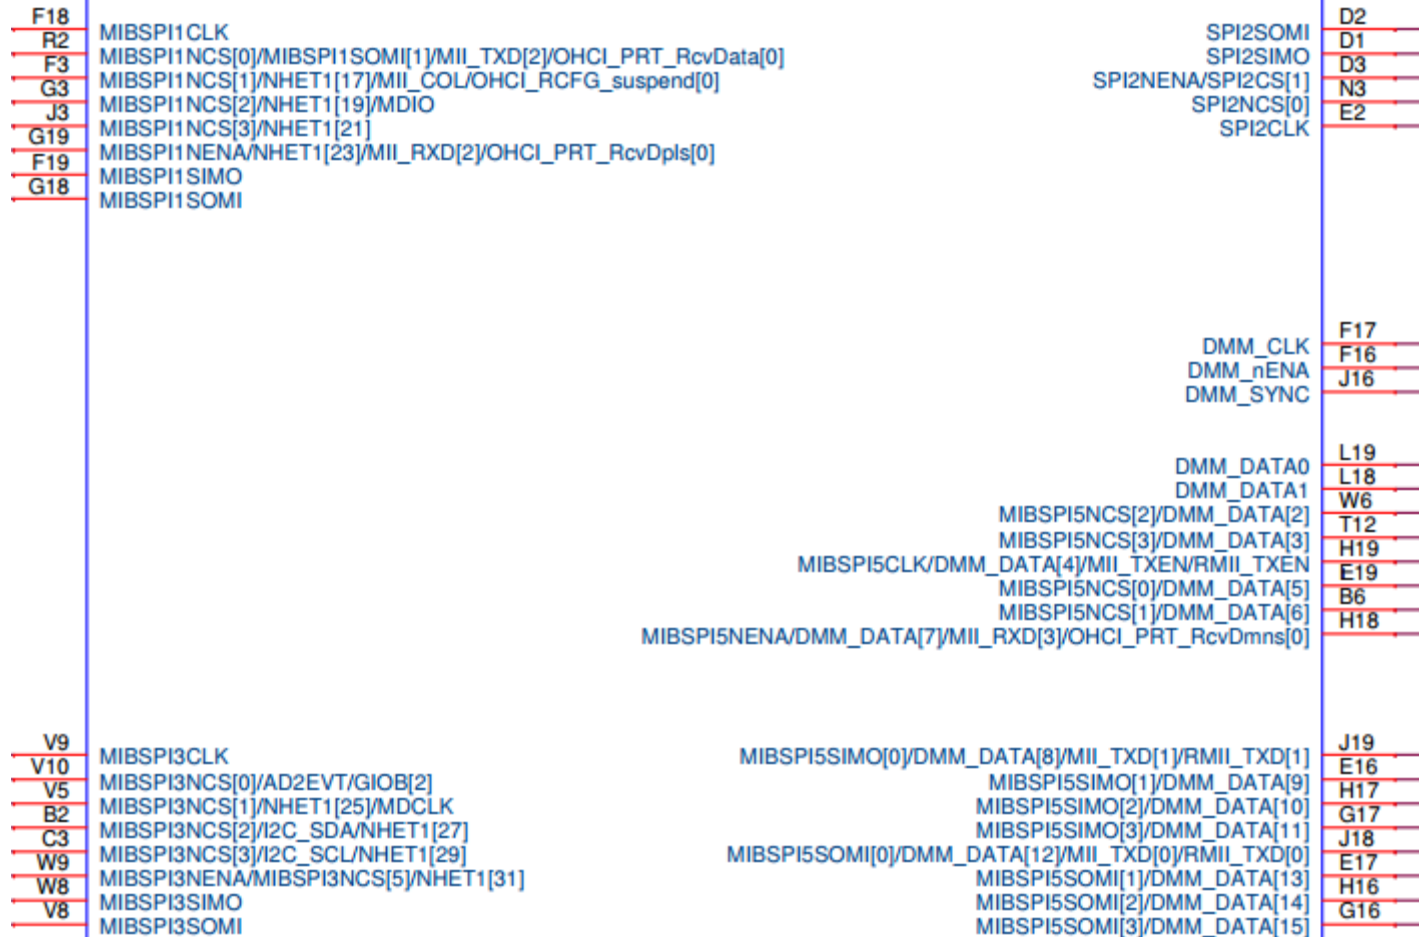 F18 MIBSPI1CLK
R2 MIBSPI1NCS[0]/MIBSPI1SOMI[1]/MII_TXD[2]/OHCI_PRT_RcvData[0]
F3 MIBSPI1NCS[1]/NHET1[17]/MII_COL/OHCI_RCFG_suspend[0]
G3 MIBSPI1NCS[2]/NHET1[19]/MDIO
J3 MIBSPI1NCS[3]/NHET1[21]
G19 MIBSPI1NENA/NHET1[23]/MII_RXD[2]/OHCI_PRT_RcvDpls[0]
F19 MIBSPI1SIMO
G18 MIBSPI1SOMI
SPI2SOMI D2
SPI2SIMO D1
SPI2NENA/SPI2CS[1] D3
SPI2NCS[0] N3
SPI2CLK E2
DMM_CLK F17
DMM_nENA F16
DMM_SYNC J16
DMM_DATA0 L19
DMM_DATA1 L18
MIBSPI5NCS[2]/DMM_DATA[2] W6
MIBSPI5NCS[3]/DMM_DATA[3] T12
MIBSPI5CLK/DMM_DATA[4]/MII_TXEN/RMII_TXEN H19
MIBSPI5NCS[0]/DMM_DATA[5] E19
MIBSPI5NCS[1]/DMM_DATA[6] B6
MIBSPI5NENA/DMM_DATA[7]/MII_RXD[3]/OHCI_PRT_RcvDmns[0] H18
V9 MIBSPI3CLK
V10 MIBSPI3NCS[0]/AD2EVT/GIOB[2]
V5 MIBSPI3NCS[1]/NHET1[25]/MDCLK
B2 MIBSPI3NCS[2]/I2C_SDA/NHET1[27]
C3 MIBSPI3NCS[3]/I2C_SCL/NHET1[29]
W9 MIBSPI3NENA/MIBSPI3NCS[5]/NHET1[31]
W8 MIBSPI3SIMO
V8 MIBSPI3SOMI
MIBSPI5SIMO[0]/DMM_DATA[8]/MII_TXD[1]/RMII_TXD[1] J19
MIBSPI5SIMO[1]/DMM_DATA[9] E16
MIBSPI5SIMO[2]/DMM_DATA[10] H17
MIBSPI5SIMO[3]/DMM_DATA[11] G17
MIBSPI5SOMI[0]/DMM_DATA[12]/MII_TXD[0]/RMII_TXD[0] J18
MIBSPI5SOMI[1]/DMM_DATA[13] E17
MIBSPI5SOMI[2]/DMM_DATA[14] H16
MIBSPI5SOMI[3]/DMM_DATA[15] G16